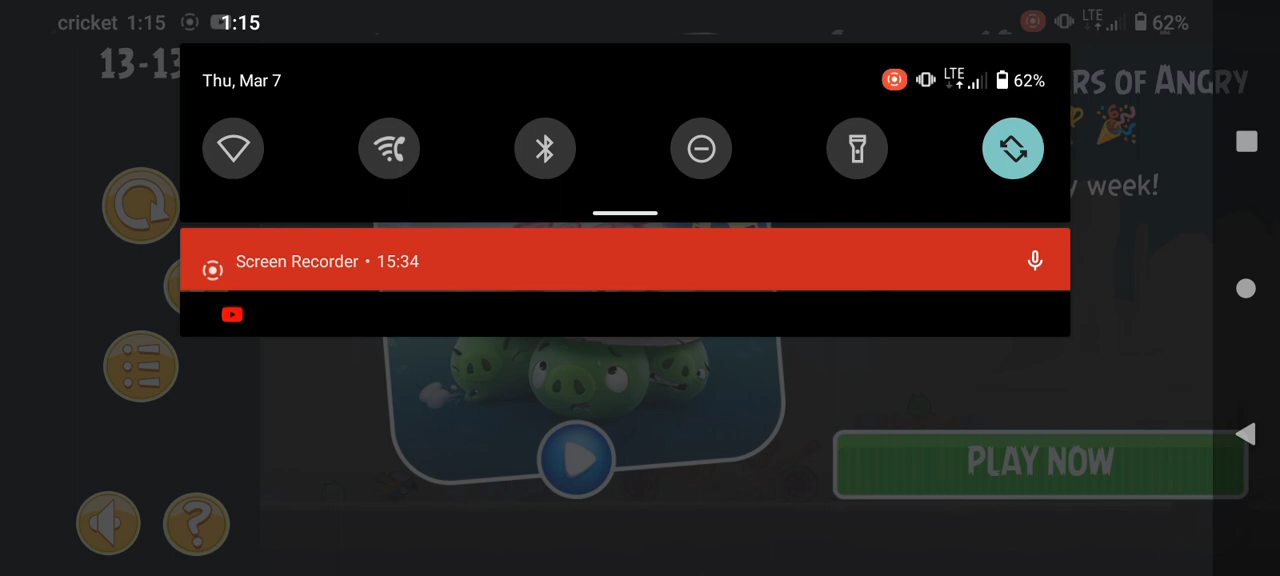 cricket 1:15
1:15
LTE
62%
13-13
Thu, Mar 7
LTE
62%
RS OF ANGRY
week!
Screen Recorder • 15:34
PLAY NOW
?